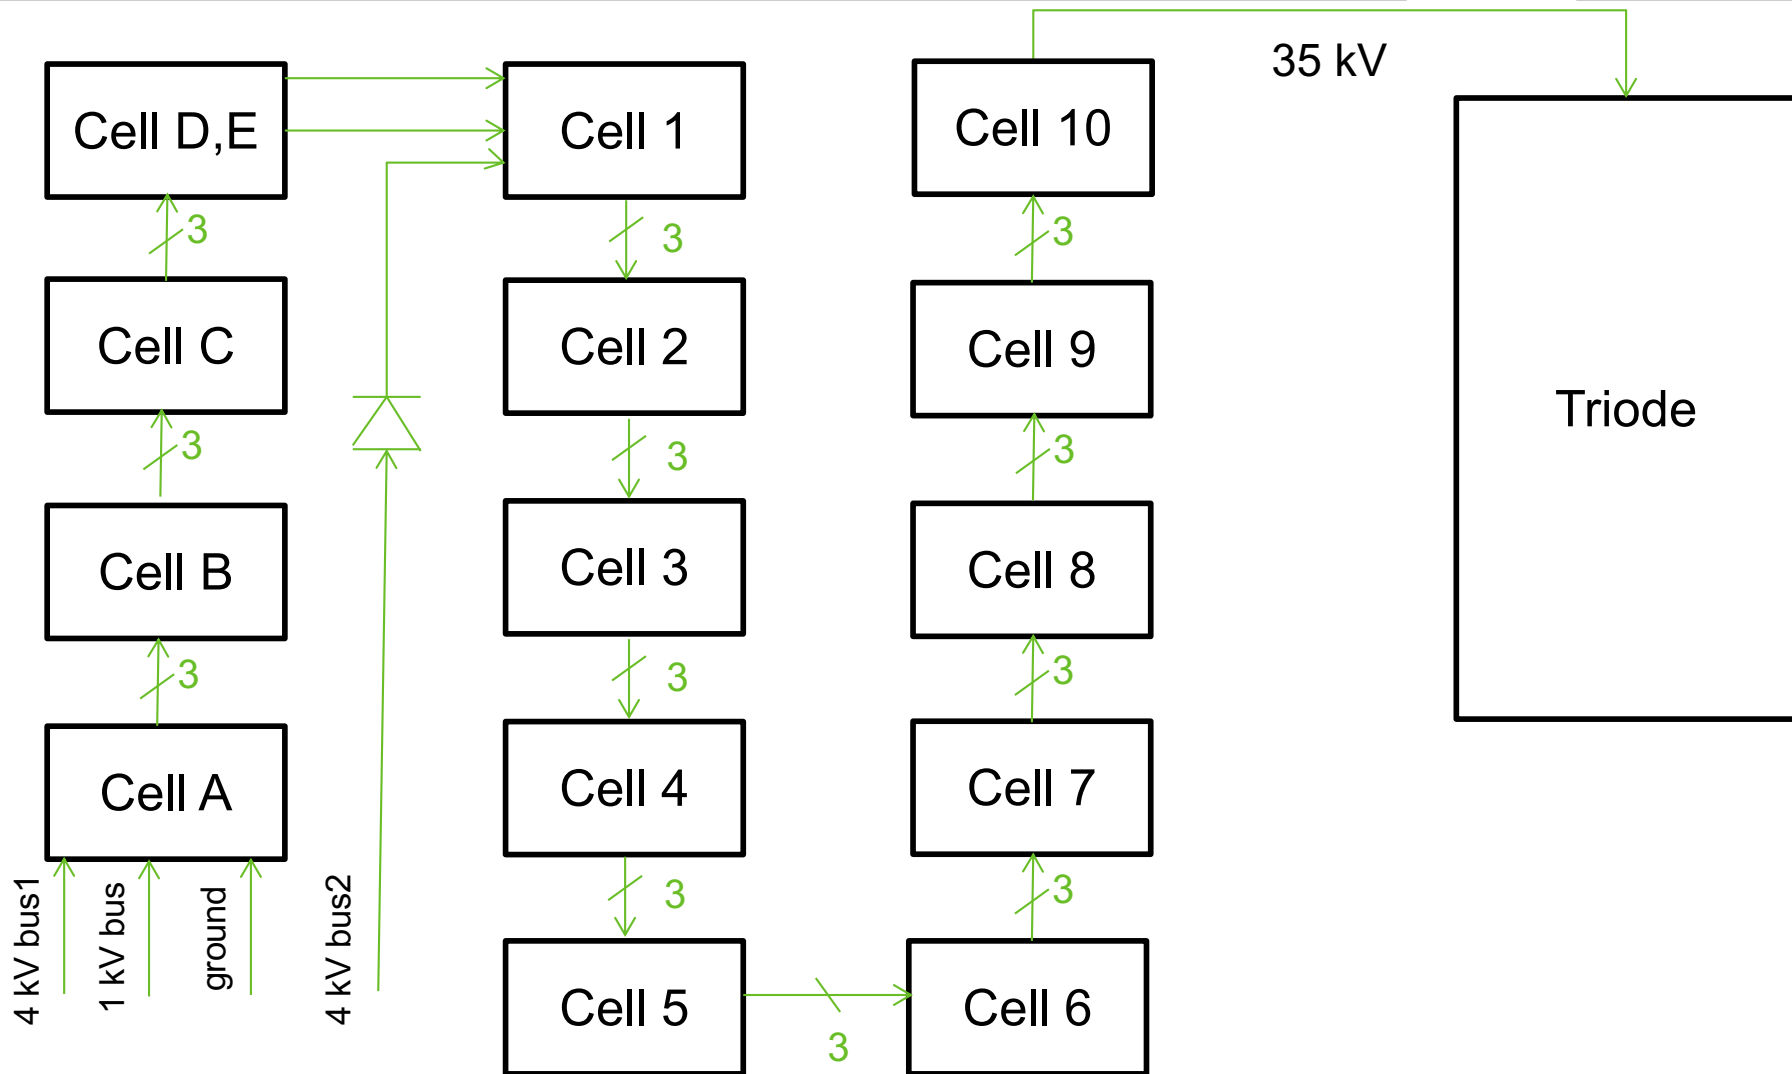 Cell D,E
3
Cell C
3
Cell B
3
Cell A
4 kV bus1
1 kV bus
ground
4 kV bus2
Cell 1
3
Cell 2
3
Cell 3
3
Cell 4
3
Cell 5
3
Cell 6
3
Cell 7
3
Cell 8
3
Cell 9
3
Cell 10
35 kV
Triode